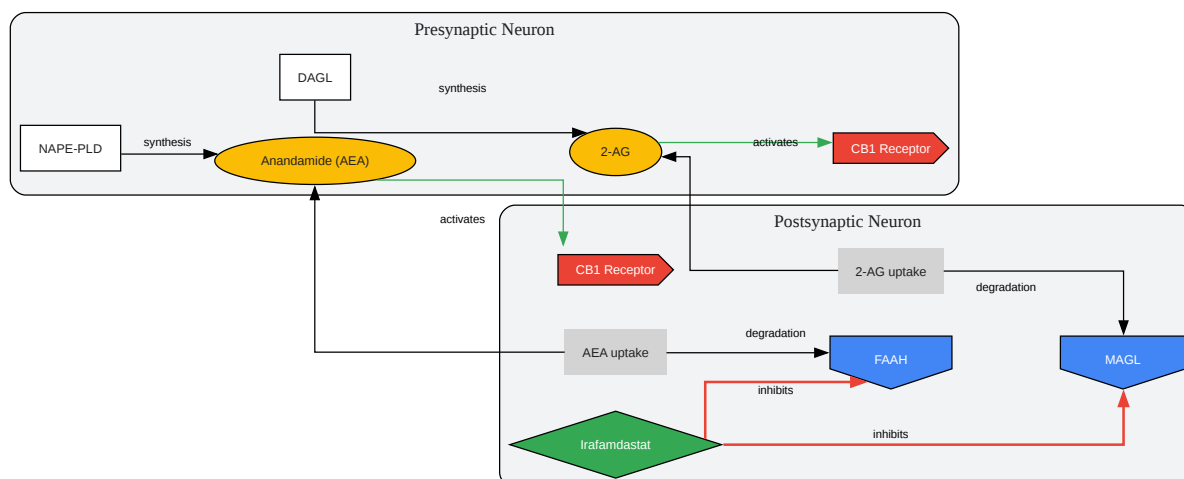 Presynaptic Neuron
DAGL
synthesis
NAPE-PLD
synthesis
Anandamide (AEA)
2-AG
activates
CB1 Receptor
activates
Postsynaptic Neuron
CB1 Receptor
2-AG uptake
degradation
AEA uptake
degradation
FAAH
MAGL
inhibits
Irafamdastat
inhibits